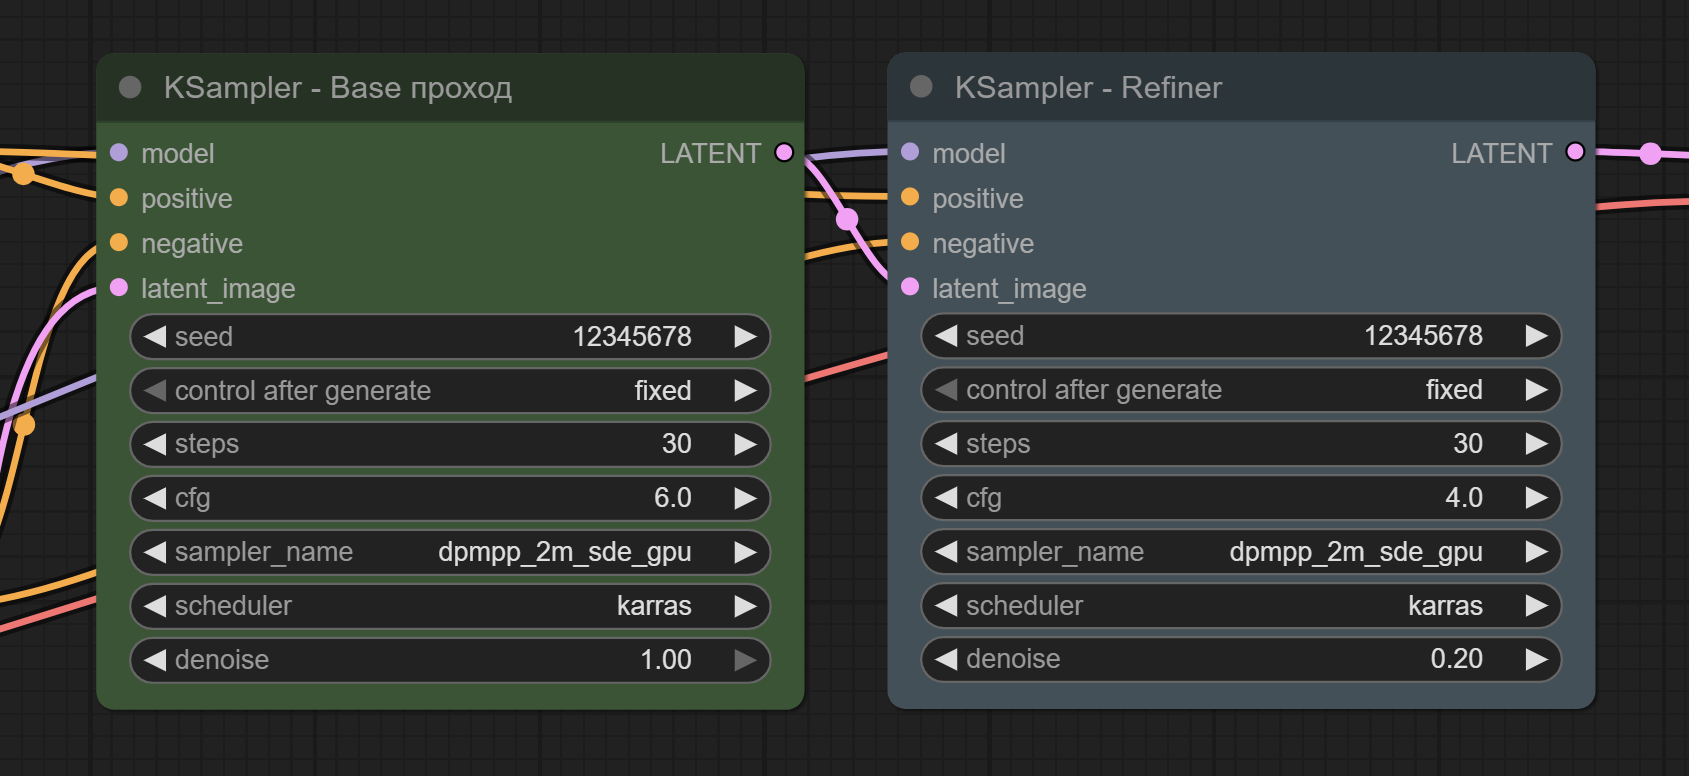 KSampler - Base проход
model LATENT
positive
negative
latent_image
seed 12345678
control after generate fixed
steps 30
cfg 6.0
sampler_name dpmpp_2m_sde_gpu
scheduler karras
denoise 1.00
KSampler - Refiner
model LATENT
positive
negative
latent_image
seed 12345678
control after generate fixed
steps 30
cfg 4.0
sampler_name dpmpp_2m_sde_gpu
scheduler karras
denoise 0.20